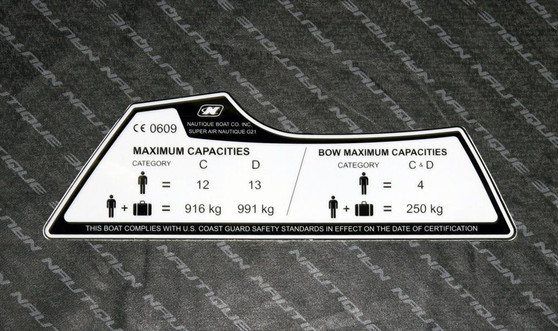 NAUTIQUE BOAT CO. INC.
CE 0609 SUPER AIR NAUTIQUE G21
MAXIMUM CAPACITIES
CATEGORY C D
= 12 13
+ = 916 kg 991 kg
BOW MAXIMUM CAPACITIES
CATEGORY C & D
= 4
+ = 250 kg
THIS BOAT COMPLIES WITH U.S. COAST GUARD SAFETY STANDARDS IN EFFECT ON THE DATE OF CERTIFICATION
NAUTIQUE